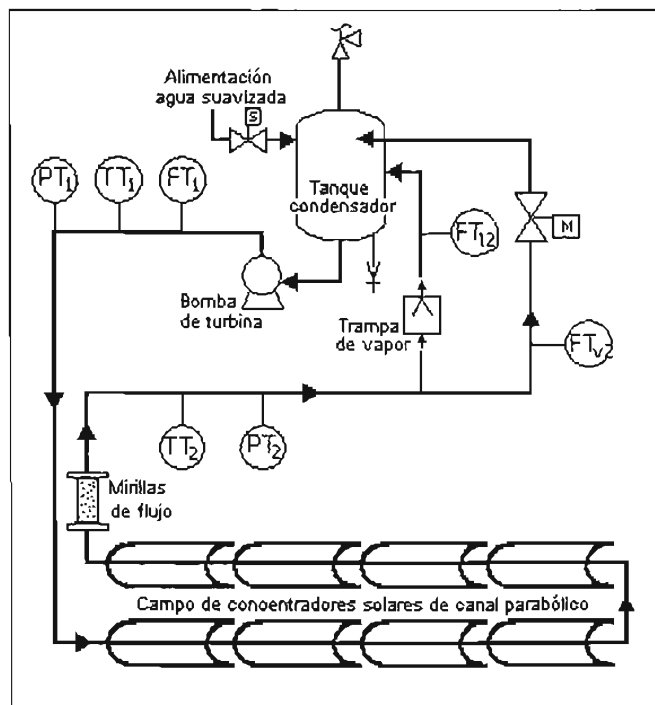 Alimentación
agua suavizada
S
PT1
TT1
FT1
Tanque
condensador
FT12
M
Bomba
de turbina
Trampa
de vapor
FTv2
TT2
PT2
Mirillas
de flujo
Campo de concentradores solares de canal parabólico